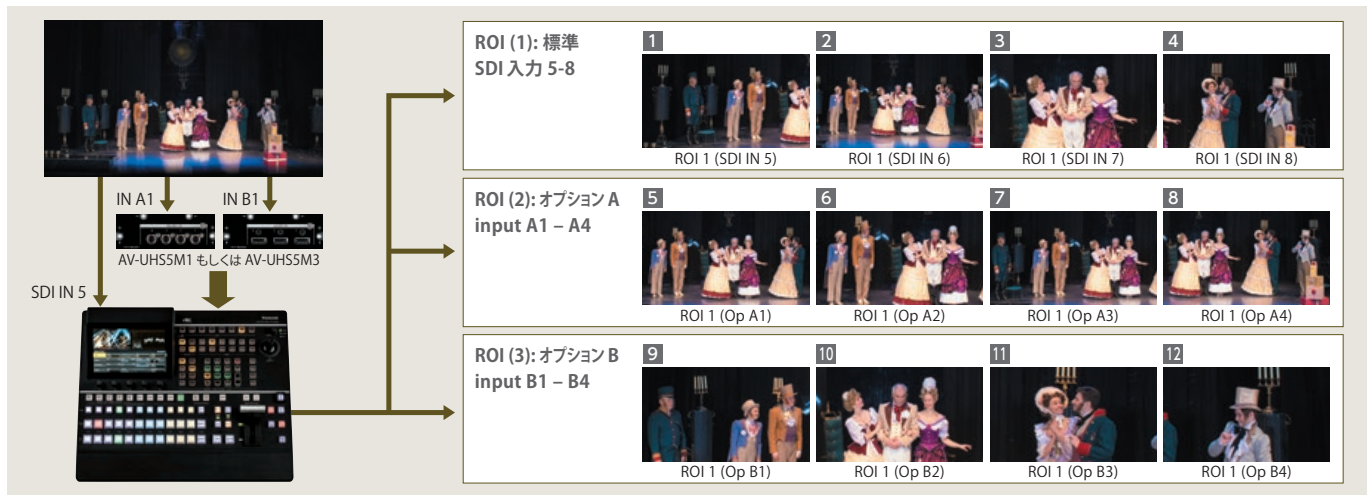 IN A1
IN B1
AV-UHS5M1 もしくは AV-UHS5M3
SDI IN 5
ROI (1): 標準
SDI 入力 5-8
1
2
3
4
ROI 1 (SDI IN 5)
ROI 1 (SDI IN 6)
ROI 1 (SDI IN 7)
ROI 1 (SDI IN 8)
ROI (2): オプション A
input A1 – A4
5
6
7
8
ROI 1 (Op A1)
ROI 1 (Op A2)
ROI 1 (Op A3)
ROI 1 (Op A4)
ROI (3): オプション B
input B1 – B4
9
10
11
12
ROI 1 (Op B1)
ROI 1 (Op B2)
ROI 1 (Op B3)
ROI 1 (Op B4)